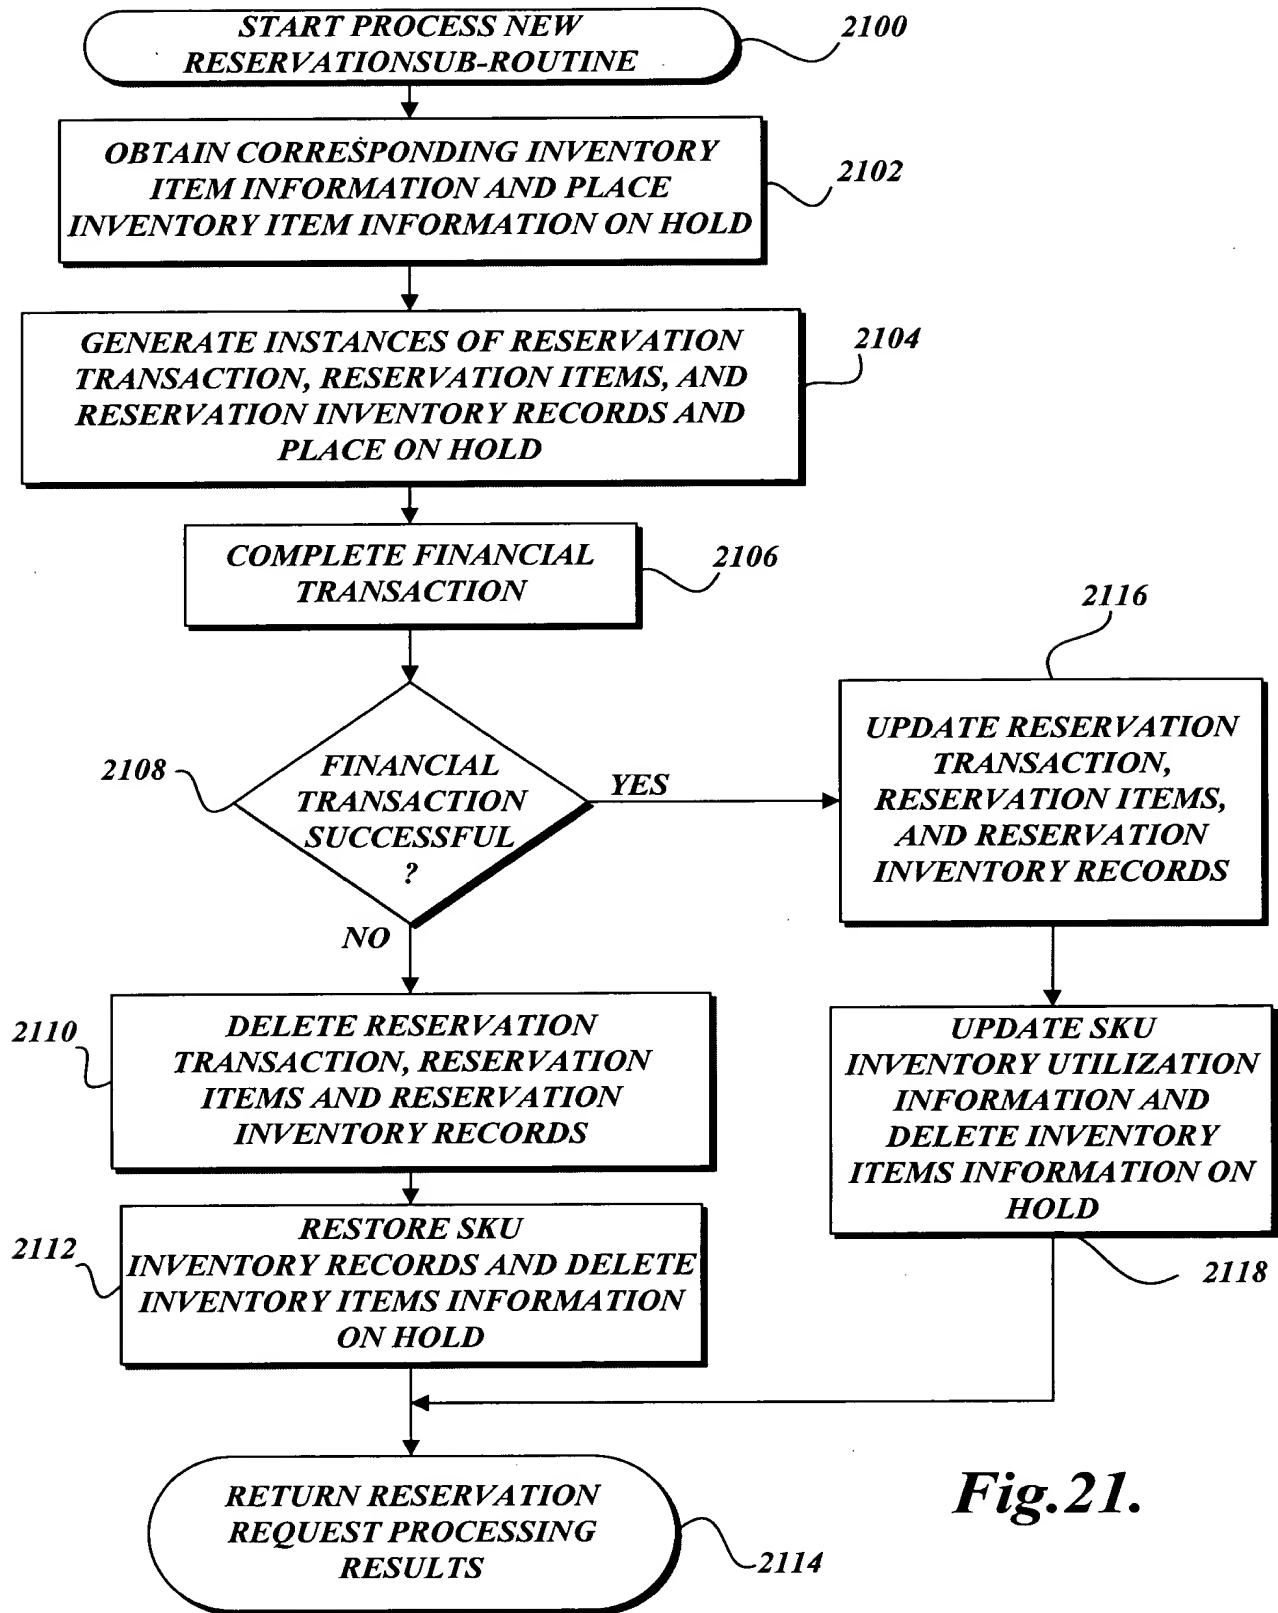 START PROCESS NEW
RESERVATIONSUB-ROUTINE
2100
OBTAIN CORRESPONDING INVENTORY
ITEM INFORMATION AND PLACE
INVENTORY ITEM INFORMATION ON HOLD
2102
GENERATE INSTANCES OF RESERVATION
TRANSACTION, RESERVATION ITEMS, AND
RESERVATION INVENTORY RECORDS AND
PLACE ON HOLD
2104
COMPLETE FINANCIAL
TRANSACTION
2106
2108
FINANCIAL
TRANSACTION
SUCCESSFUL
?
YES
NO
2116
UPDATE RESERVATION
TRANSACTION,
RESERVATION ITEMS,
AND RESERVATION
INVENTORY RECORDS
2110
DELETE RESERVATION
TRANSACTION, RESERVATION
ITEMS AND RESERVATION
INVENTORY RECORDS
UPDATE SKU
INVENTORY UTILIZATION
INFORMATION AND
DELETE INVENTORY
ITEMS INFORMATION ON
HOLD
2118
2112
RESTORE SKU
INVENTORY RECORDS AND DELETE
INVENTORY ITEMS INFORMATION
ON HOLD
RETURN RESERVATION
REQUEST PROCESSING
RESULTS
2114
Fig.21.